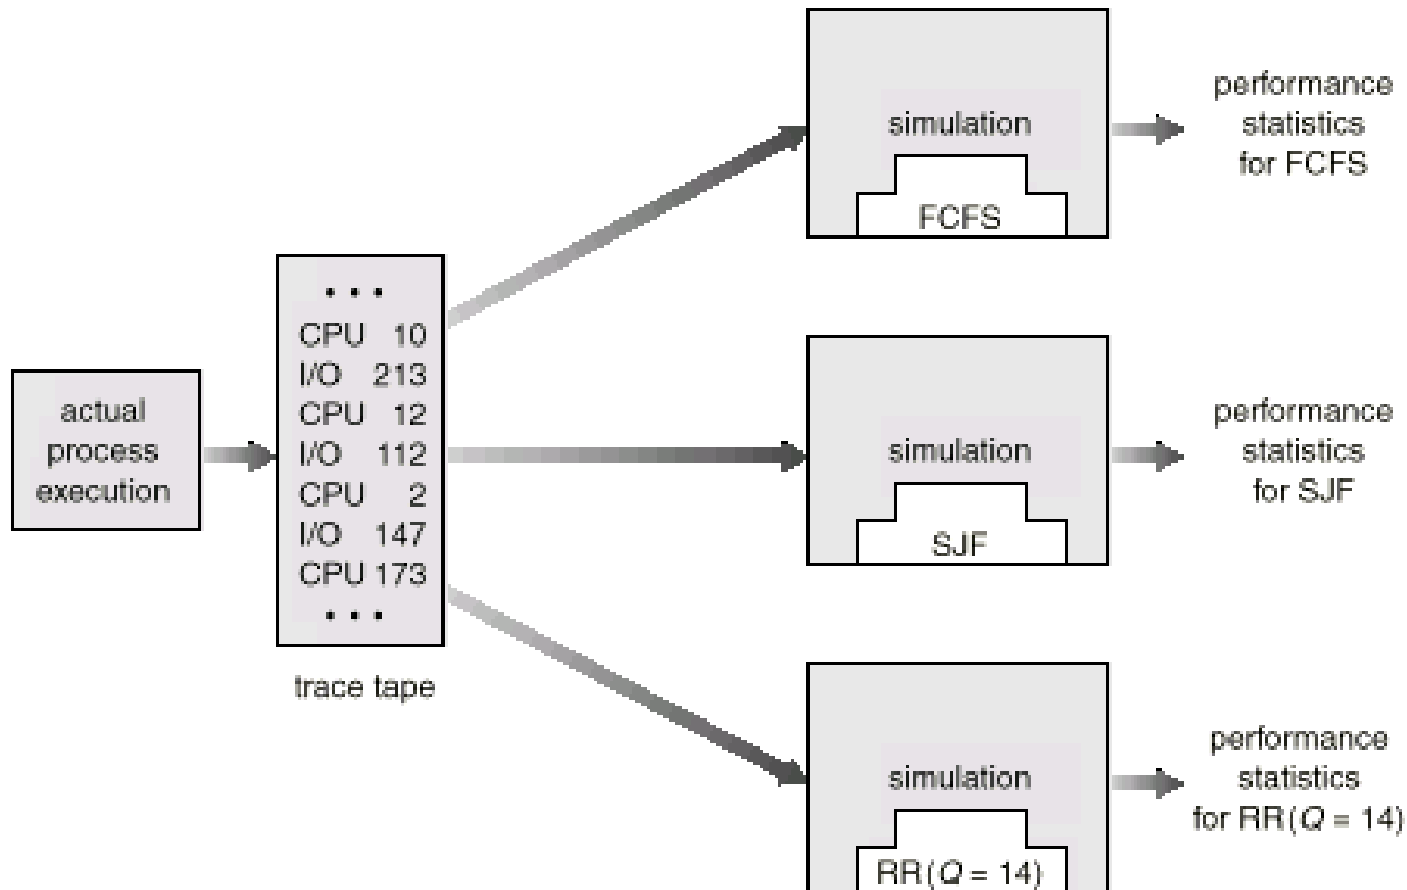 actual
process
execution
• • •
CPU 10
I/O 213
CPU 12
I/O 112
CPU 2
I/O 147
CPU 173
• • •
trace tape
simulation
FCFS
performance
statistics
for FCFS
simulation
SJF
performance
statistics
for SJF
simulation
RR(Q = 14)
performance
statistics
for RR(Q = 14)